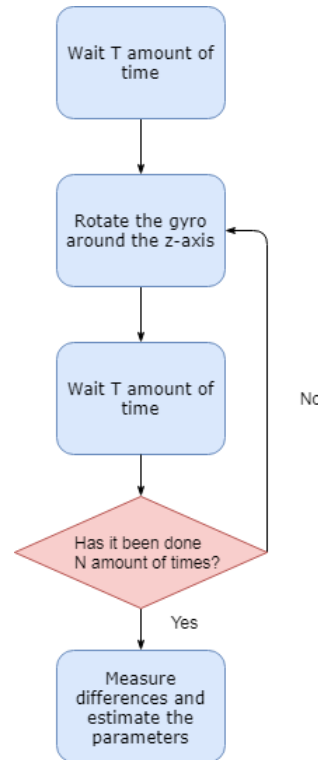 Wait T amount of
time
Rotate the gyro
around the z-axis
Wait T amount of
time
No
Has it been done
N amount of times?
Yes
Measure
differences and
estimate the
parameters